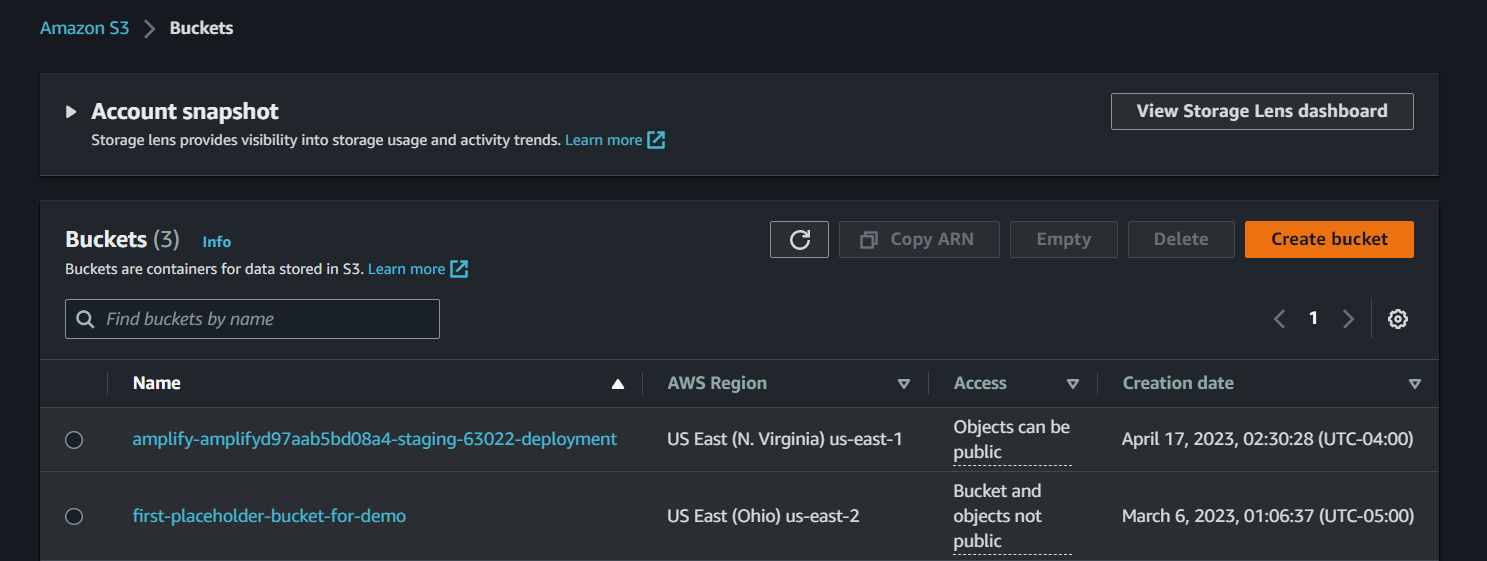 Amazon S3 Buckets
Account snapshot
View Storage Lens dashboard
Storage lens provides visibility into storage usage and activity trends. Learn more
Buckets (3) Info
Copy ARN Empty Delete Create bucket
Buckets are containers for data stored in S3. Learn more
Find buckets by name
1
Name AWS Region Access Creation date
amplify-amplifyd97aab5bd08a4-staging-63022-deployment US East (N. Virginia) us-east-1 Objects can be public April 17, 2023, 02:30:28 (UTC-04:00)
first-placeholder-bucket-for-demo US East (Ohio) us-east-2 Bucket and objects not public March 6, 2023, 01:06:37 (UTC-05:00)